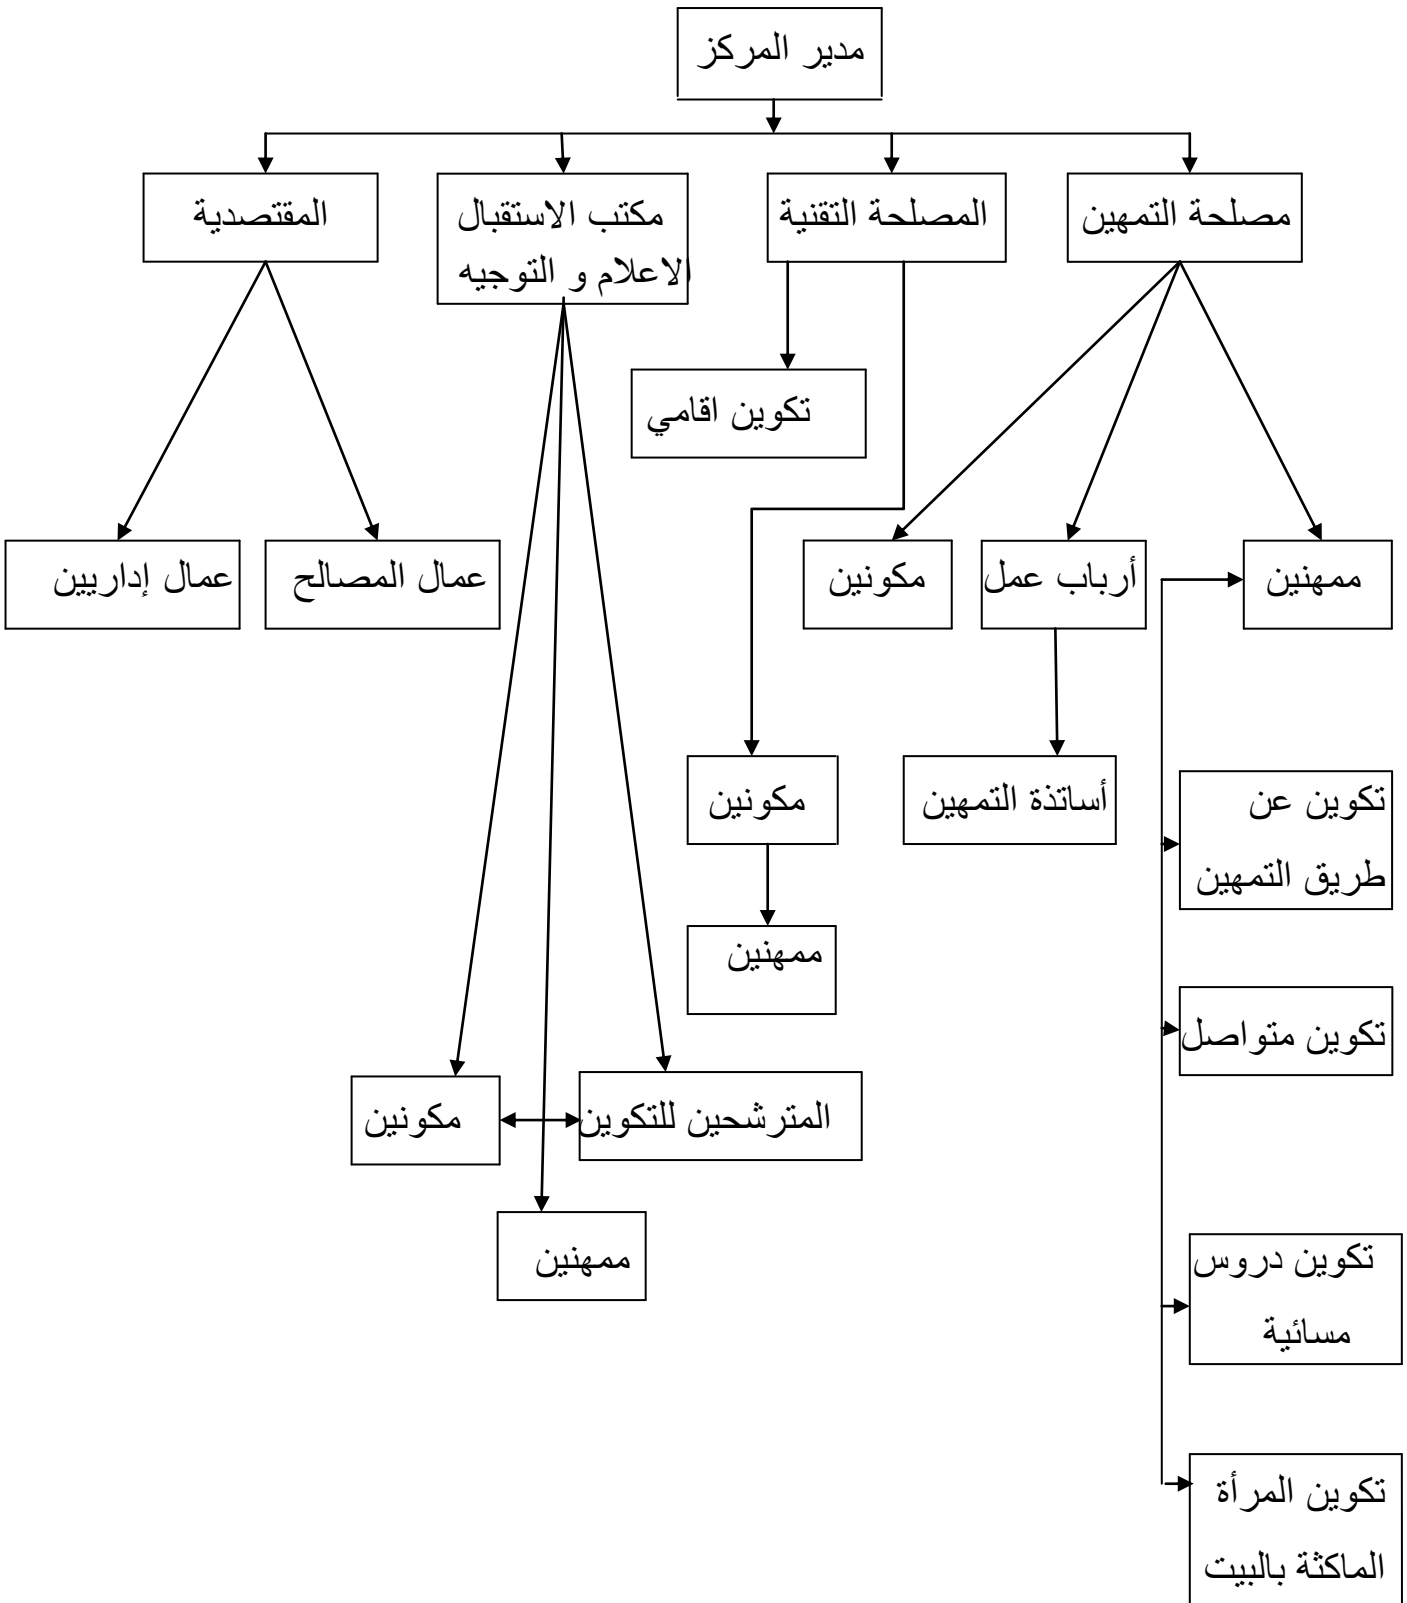 مدير المركز
مصلحة التمهين
المصلحة التقنية
مكتب الاستقبال
الاعلام و التوجيه
المقتصدية
تكوين اقامي
ممهنين
أرباب عمل
مكونين
عمال المصالح
عمال إداريين
تكوين عن
طريق التمهين
أساتذة التمهين
مكونين
ممهنين
تكوين متواصل
المترشحين للتكوين
مكونين
ممهنين
تكوين دروس
مسائية
تكوين المرأة
الماكثة بالبيت